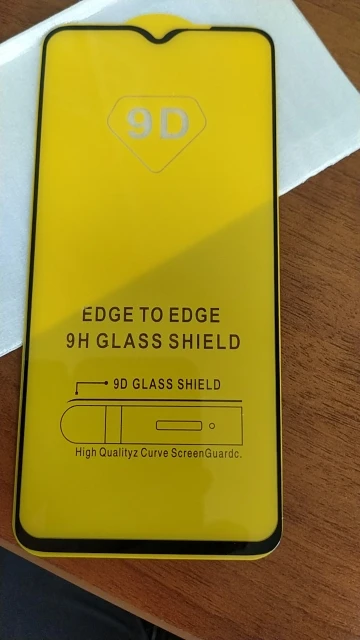 9D
EDGE TO EDGE
9H GLASS SHIELD
9D GLASS SHIELD
High Qualityz Curve ScreenGuardc.